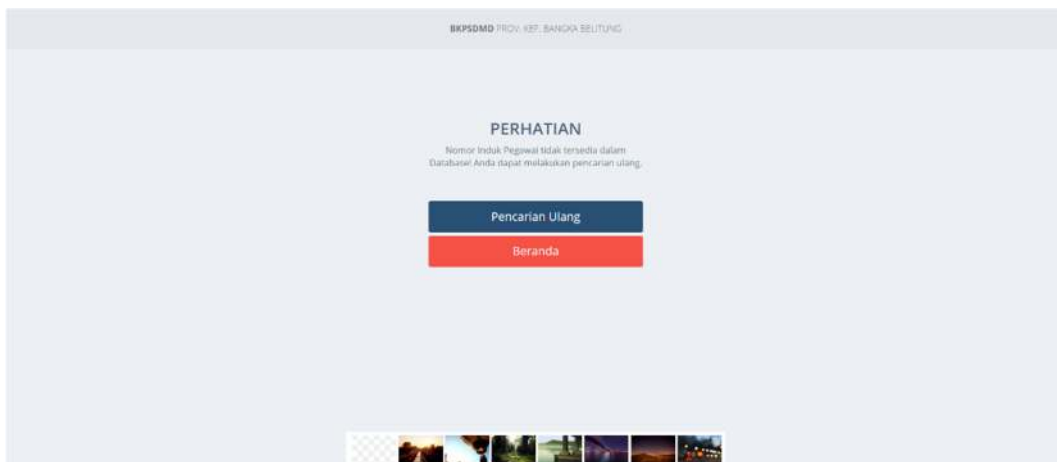 BKPSDMD PROV. KEP. BANGKA BELITUNG
PERHATIAN
Nomor Induk Pegawai tidak tersedia dalam
Database! Anda dapat melakukan pencarian ulang.
Pencarian Ulang
Beranda